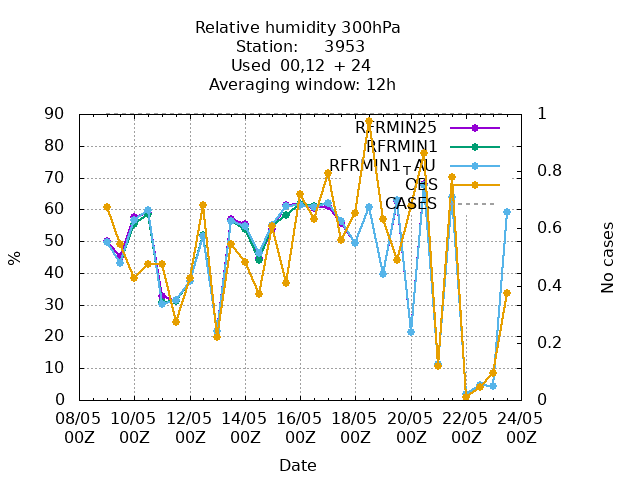 Relative humidity 300hPa
Station: 3953
Used 00,12 + 24
Averaging window: 12h
RFRMIN25
RFRMIN1
RFRMIN1_AU
OBS
CASES
90
80
70
60
50
40
30
20
10
0
1
0.8
0.6
0.4
0.2
0
%
No cases
08/05 10/05 12/05 14/05 16/05 18/05 20/05 22/05 24/05
00Z 00Z 00Z 00Z 00Z 00Z 00Z 00Z 00Z
Date